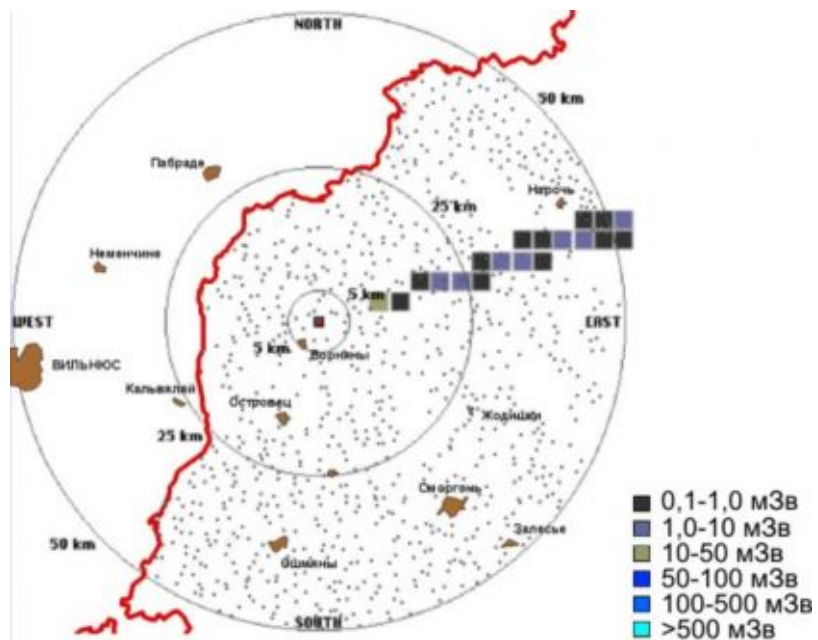 NORTH
50 km
Пабраде
Нарочь
25 km
Неменчине
5 km
WEST
EAST
5 km
Ворняны
ВИЛЬНЮС
Кальвяляй
Островец
Жодишки
25 km
Сморгонь
0,1-1,0 мЗв
1,0-10 мЗв
Залесье
10-50 мЗв
50 km
Ошмяны
50-100 мЗв
100-500 мЗв
SOUTH
>500 мЗв